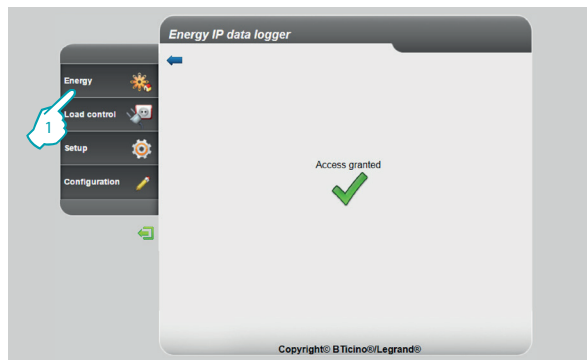 Energy IP data logger
Energy
1
Load control
Setup
Configuration
Access granted
Copyright© BTicino®/Legrand®